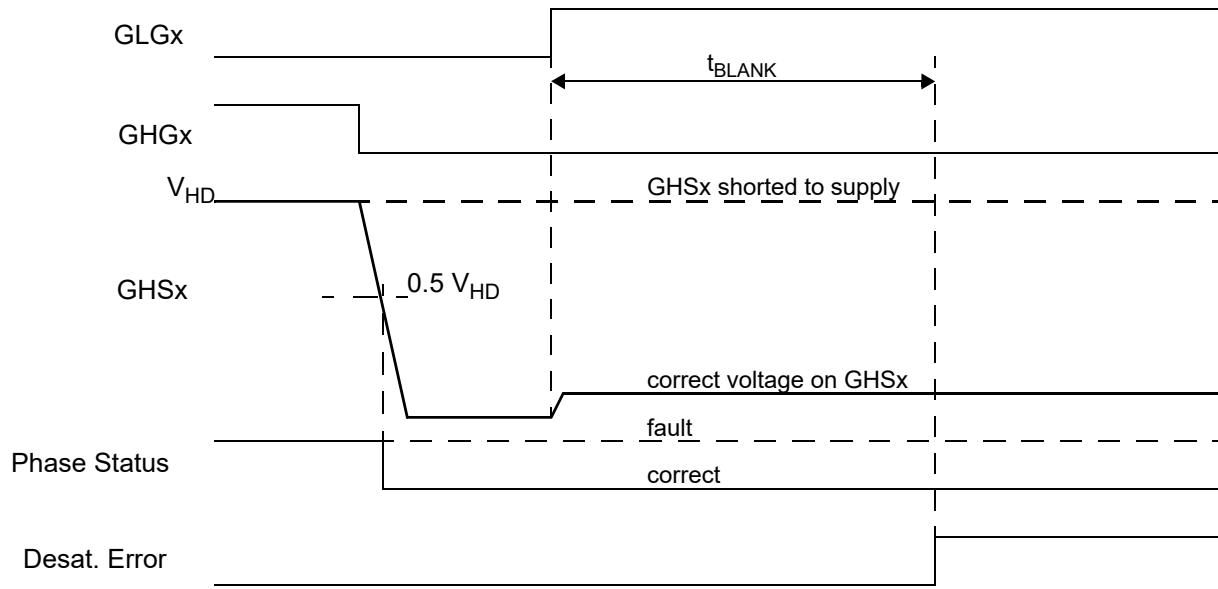 GLGx
tBLANK
GHGx
VHD
GHSx shorted to supply
GHSx
0.5 VHD
correct voltage on GHSx
fault
Phase Status
correct
Desat. Error